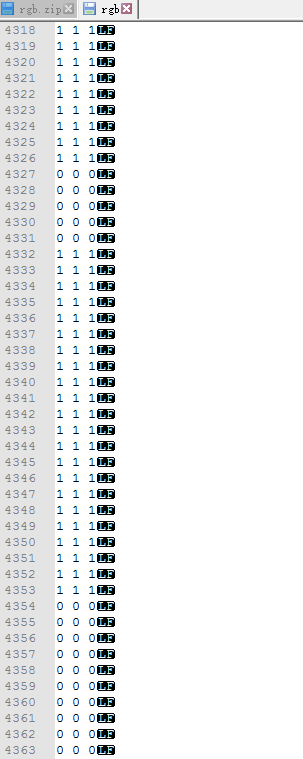 rgb.zip rgb
4318 1 1 1LF
4319 1 1 1LF
4320 1 1 1LF
4321 1 1 1LF
4322 1 1 1LF
4323 1 1 1LF
4324 1 1 1LF
4325 1 1 1LF
4326 1 1 1LF
4327 0 0 0LF
4328 0 0 0LF
4329 0 0 0LF
4330 0 0 0LF
4331 0 0 0LF
4332 1 1 1LF
4333 1 1 1LF
4334 1 1 1LF
4335 1 1 1LF
4336 1 1 1LF
4337 1 1 1LF
4338 1 1 1LF
4339 1 1 1LF
4340 1 1 1LF
4341 1 1 1LF
4342 1 1 1LF
4343 1 1 1LF
4344 1 1 1LF
4345 1 1 1LF
4346 1 1 1LF
4347 1 1 1LF
4348 1 1 1LF
4349 1 1 1LF
4350 1 1 1LF
4351 1 1 1LF
4352 1 1 1LF
4353 1 1 1LF
4354 0 0 0LF
4355 0 0 0LF
4356 0 0 0LF
4357 0 0 0LF
4358 0 0 0LF
4359 0 0 0LF
4360 0 0 0LF
4361 0 0 0LF
4362 0 0 0LF
4363 0 0 0LF